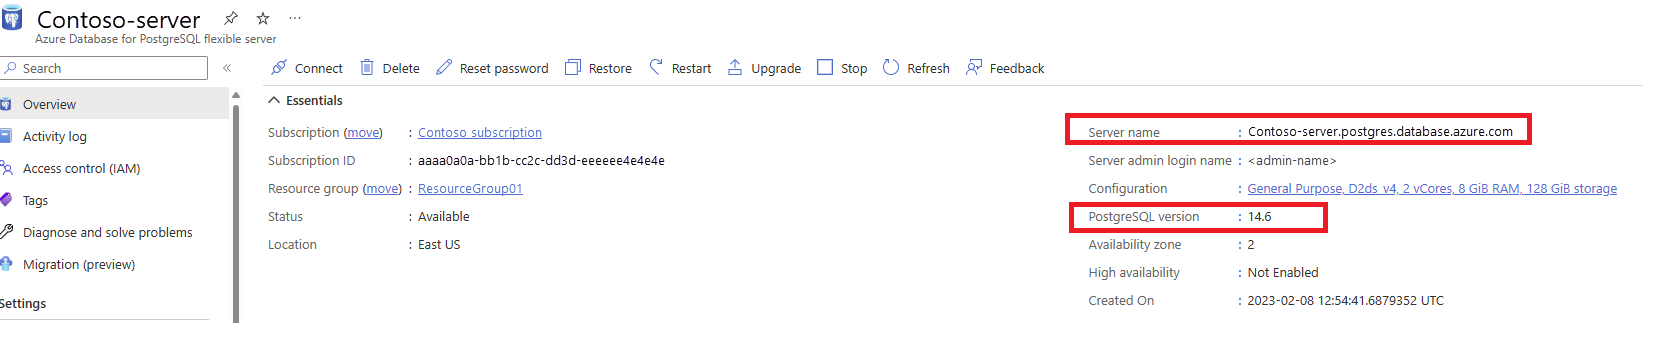 Contoso-server
Azure Database for PostgreSQL flexible server
Search
Connect Delete Reset password Restore Restart Upgrade Stop Refresh Feedback
Overview
Activity log
Access control (IAM)
Tags
Diagnose and solve problems
Migration (preview)
Settings
Essentials
Subscription (move) : Contoso subscription
Subscription ID : aaaa0a0a-bb1b-cc2c-dd3d-eeeeee4e4e4e
Resource group (move) : ResourceGroup01
Status : Available
Location : East US
Server name : Contoso-server.postgres.database.azure.com
Server admin login name : <admin-name>
Configuration : General Purpose, D2ds_v4, 2 vCores, 8 GiB RAM, 128 GiB storage
PostgreSQL version : 14.6
Availability zone : 2
High availability : Not Enabled
Created On : 2023-02-08 12:54:41.6879352 UTC